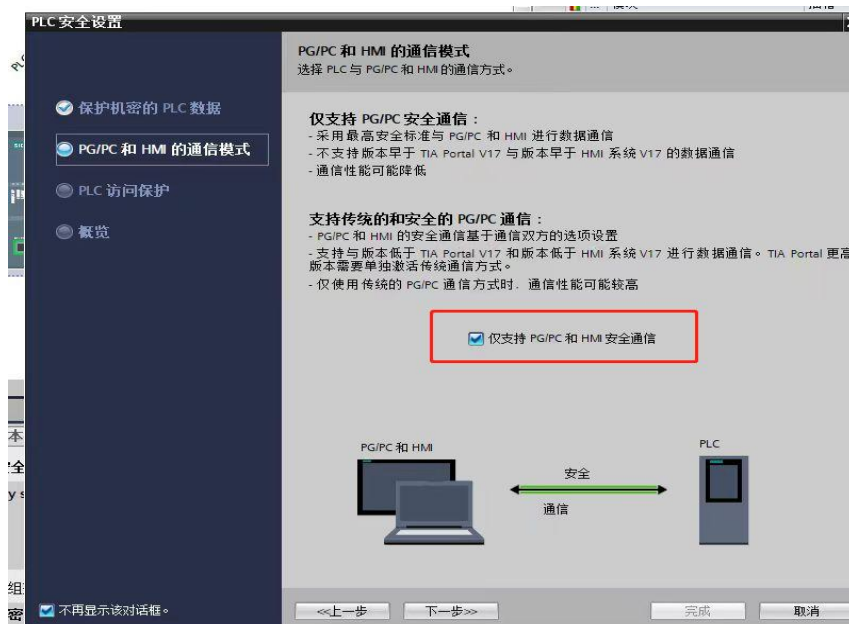 PLC 安全设置
PG/PC 和 HMI 的通信模式
选择 PLC 与 PG/PC 和 HMI 的通信方式。
保护机密的 PLC 数据
PG/PC 和 HMI 的通信模式
PLC 访问保护
概览
仅支持 PG/PC 安全通信：
- 采用最高安全标准与 PG/PC 和 HMI 进行数据通信
- 不支持版本早于 TIA Portal V17 与版本早于 HMI 系统 V17 的数据通信
- 通信性能可能降低
支持传统的和安全的 PG/PC 通信：
- PG/PC 和 HMI 的安全通信基于通信双方的选项设置
- 支持与版本低于 TIA Portal V17 和版本低于 HMI 系统 V17 进行数据通信。TIA Portal 更高
版本需要单独激活传统通信方式。
- 仅使用传统的 PG/PC 通信方式时．通信性能可能较高
仅支持 PG/PC 和 HMI 安全通信
PG/PC 和 HMI
PLC
安全
通信
不再显示该对话框。
<<上一步
下一步>>
完成
取消